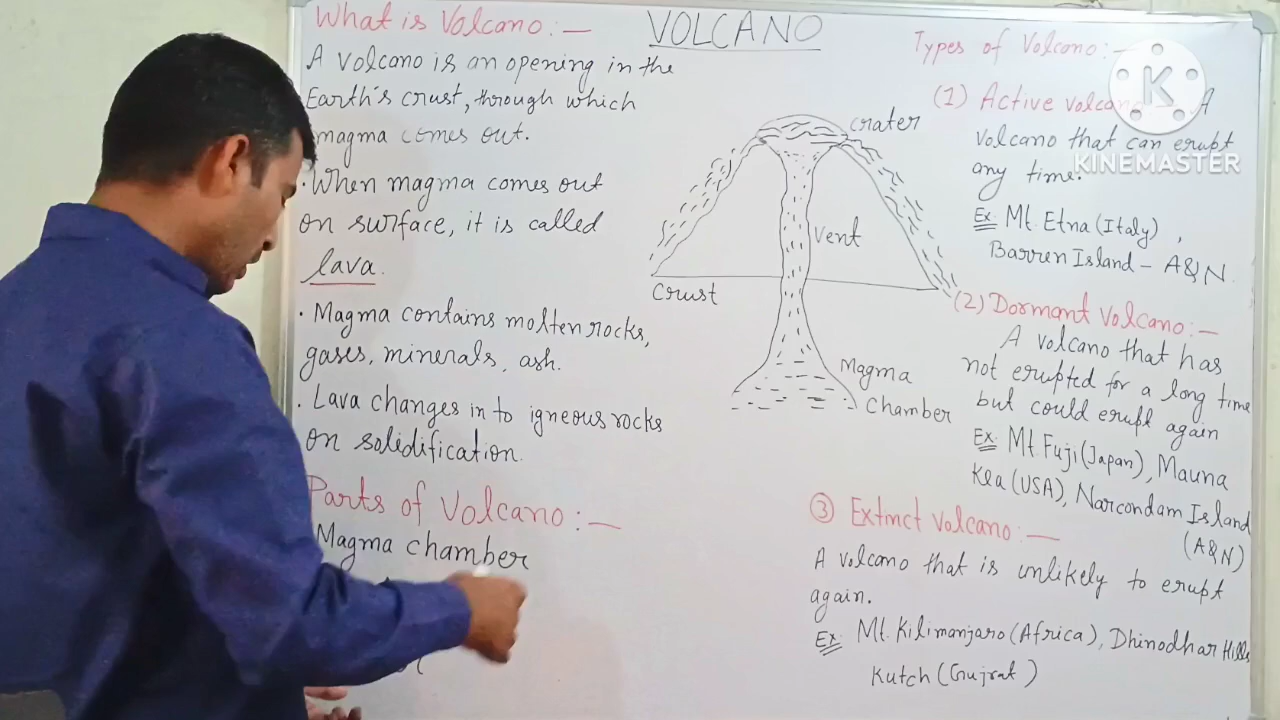 What is Volcano:—
A volcano is an opening in the
Earth's crust, through which
magma comes out.
· When magma comes out
on surface, it is called
lava.
· Magma contains molten rocks,
gases, minerals, ash.
· Lava changes in to igneous rocks
on solidification.
Parts of Volcano:—
Magma chamber
VOLCANO
crater
vent
Crust
Magma
Chamber
Types of Volcano:—
(1) Active volcano A
volcano that can erupt
any time.
Ex: Mt. Etna (Italy),
Barren Island – A&N.
(2) Dormant Volcano:—
A volcano that has
not erupted for a long time
but could erupt again
Ex: Mt Fuji (Japan), Mauna
Kea (USA), Narcondam Island
(A&N)
③ Extinct Volcano:—
A volcano that is unlikely to erupt
again.
Ex: Mt. Kilimanjaro (Africa), Dhinodhar Hills
Kutch (Gujrat)
K
KINEMASTER